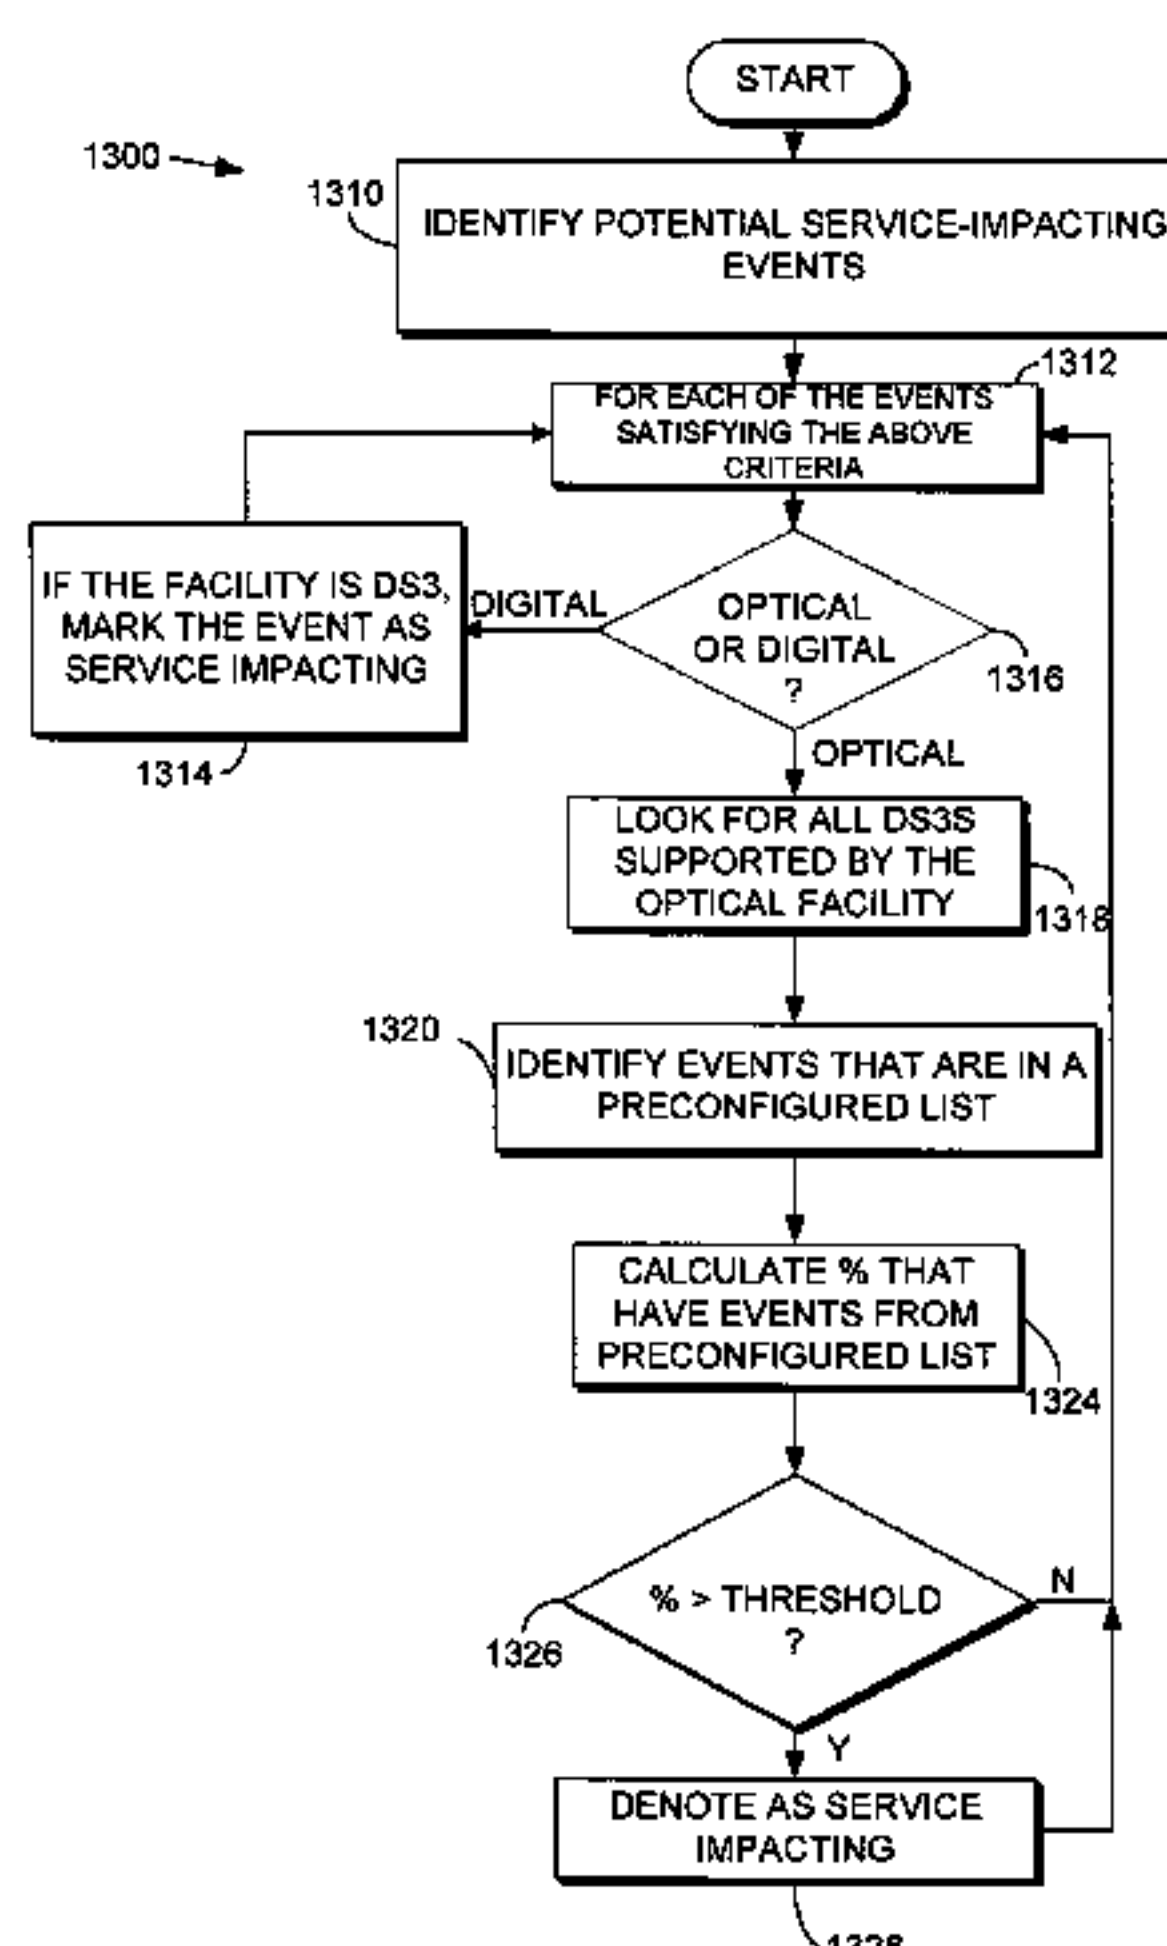 START
1300
1310
IDENTIFY POTENTIAL SERVICE-IMPACTING
EVENTS
1312
FOR EACH OF THE EVENTS
SATISFYING THE ABOVE
CRITERIA
IF THE FACILITY IS DS3,
MARK THE EVENT AS
SERVICE IMPACTING
1314
DIGITAL
OPTICAL
OR DIGITAL
?
1316
OPTICAL
LOOK FOR ALL DS3S
SUPPORTED BY THE
OPTICAL FACILITY
1318
1320
IDENTIFY EVENTS THAT ARE IN A
PRECONFIGURED LIST
CALCULATE % THAT
HAVE EVENTS FROM
PRECONFIGURED LIST
1324
% > THRESHOLD
?
N
1326
Y
DENOTE AS SERVICE
IMPACTING